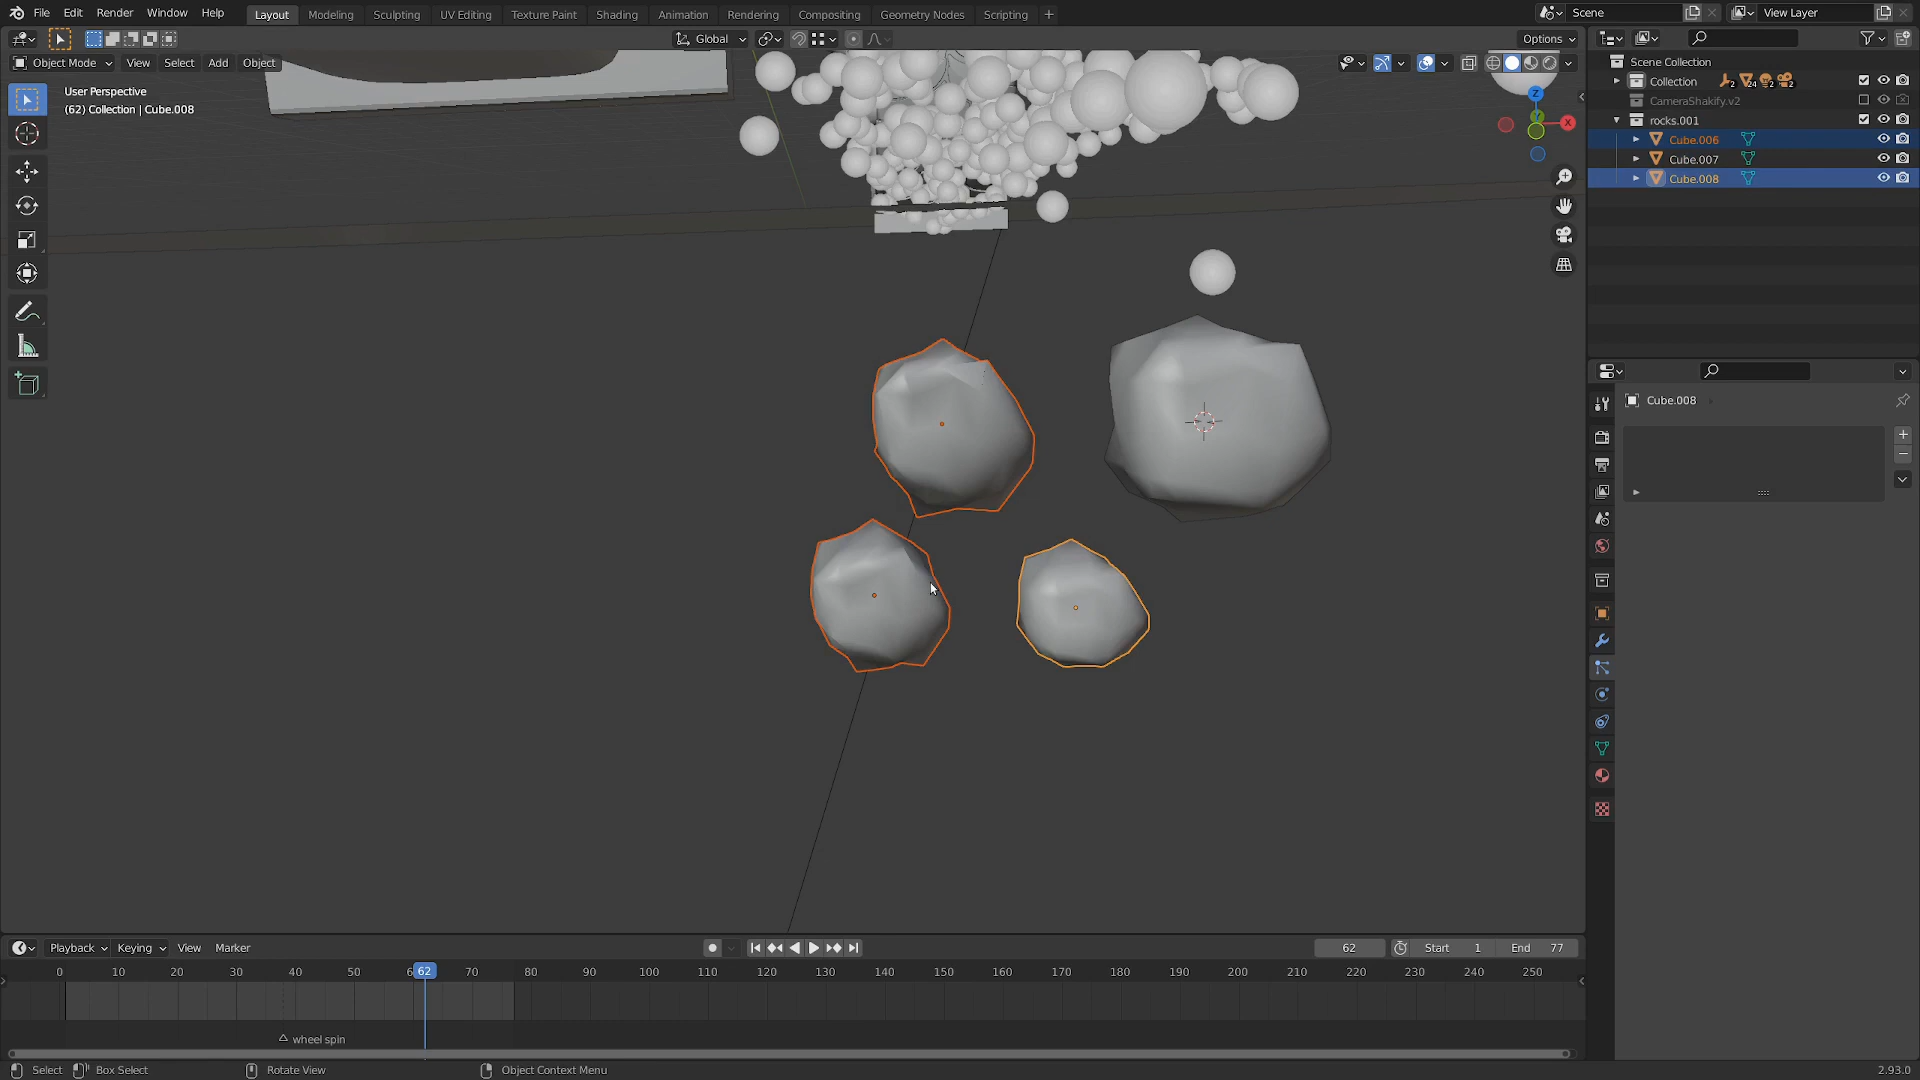 File Edit Render Window Help Layout Modeling Sculpting UV Editing Texture Paint Shading Animation Rendering Compositing Geometry Nodes Scripting + Scene View Layer
Global Options
Object Mode View Select Add Object
User Perspective
(62) Collection | Cube.008
Z
Y
X
Scene Collection
Collection 2 24 2 2
CameraShakify.v2
rocks.001
Cube.006
Cube.007
Cube.008
Cube.008
Playback Keying View Marker 62 Start 1 End 77
0 10 20 30 40 50 6 62 70 80 90 100 110 120 130 140 150 160 170 180 190 200 210 220 230 240 250
wheel spin
Select Box Select Rotate View Object Context Menu 2.93.0